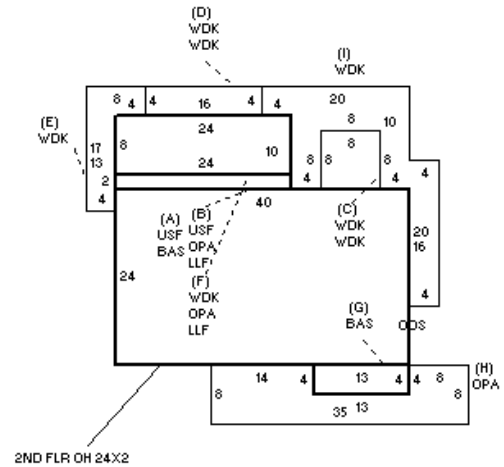 (D)
WDK
WDK
(I)
WDK
8 4 4 16 4 4 20
(E)
WDK
24
8 10
8
17 8 10
13
24
8 8
2 4 4
4
4
40
(A)
USF
BAS
(B)
USF
OPA
LLF
(C)
WDK
WDK
20
16
24
(F)
WDK
OPA
LLF
(G)
BAS
4
ODS
14 4 13 4 4 8
(H)
OPA
8 8
35 13
2ND FLR OH 24X2